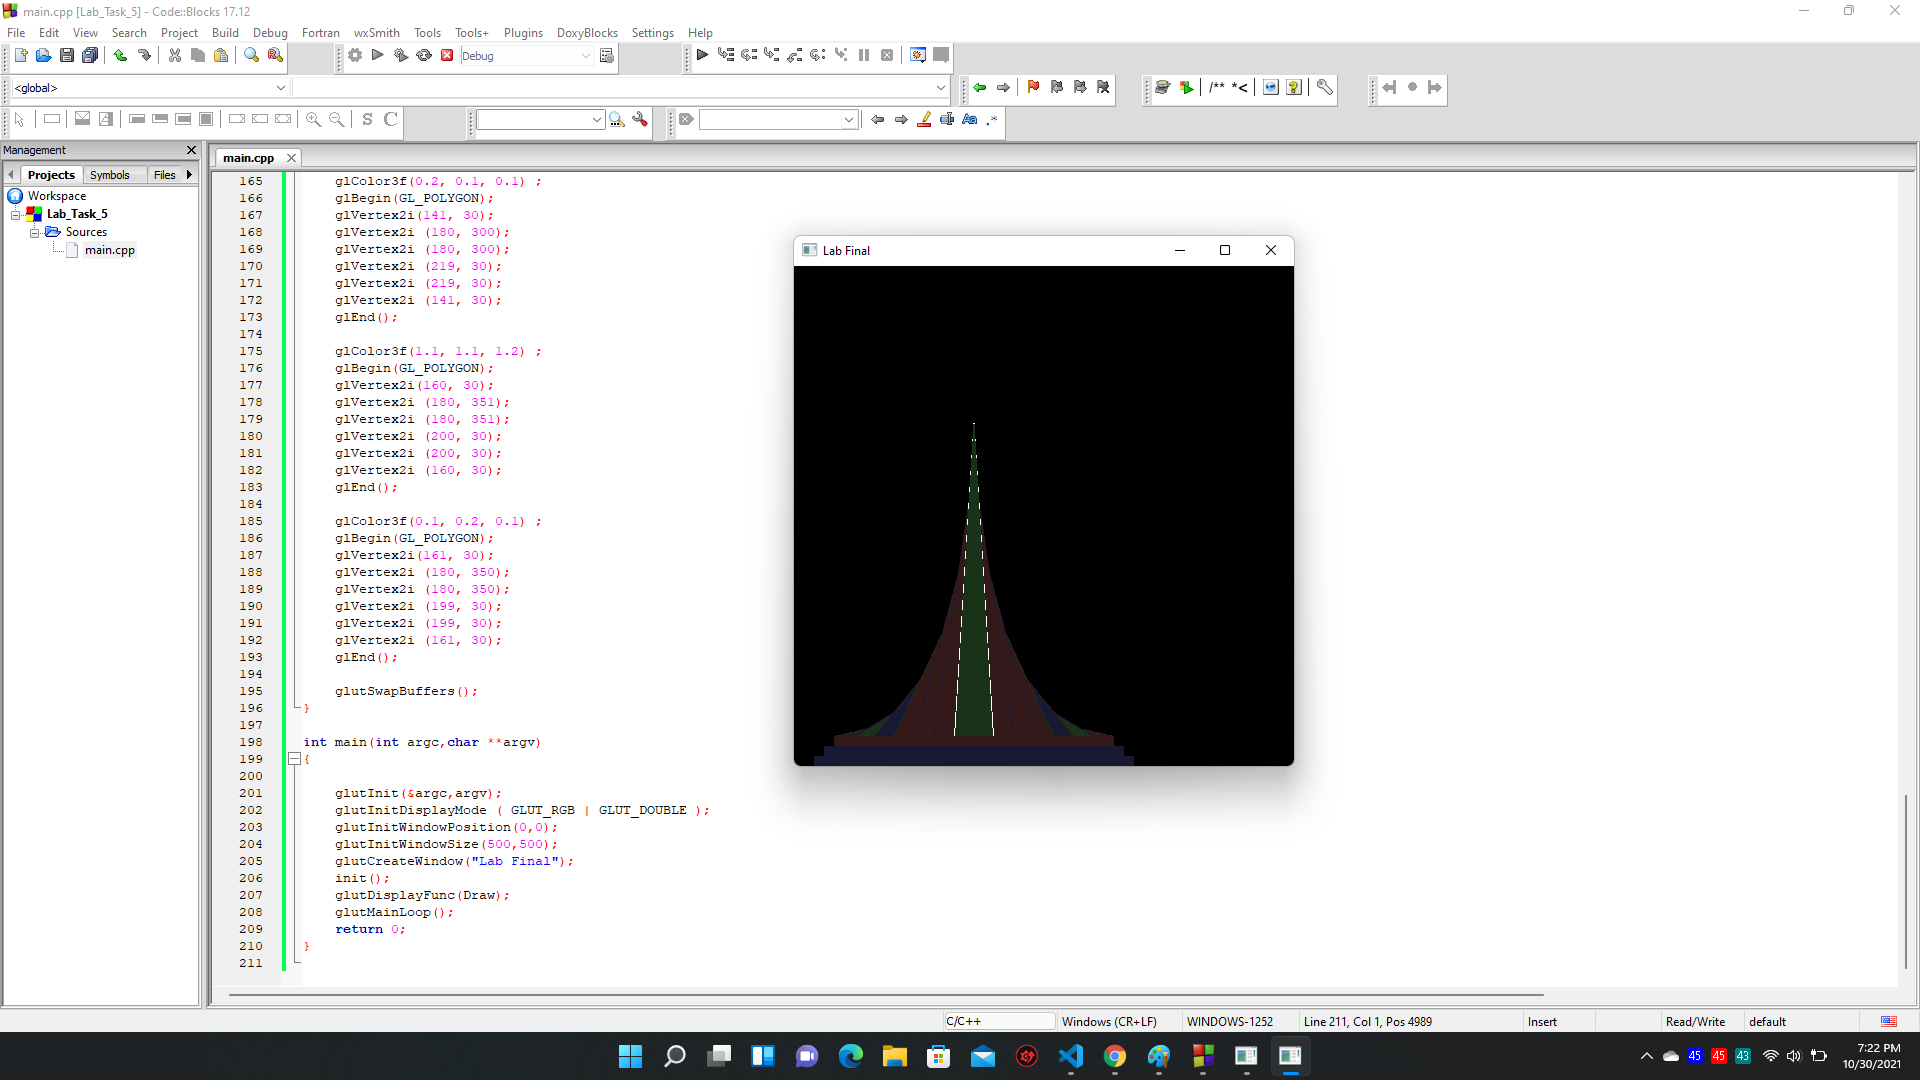 main.cpp [Lab_Task_5] - Code::Blocks 17.12
File Edit View Search Project Build Debug Fortran wxSmith Tools Tools+ Plugins DoxyBlocks Settings Help
Debug
<global>
/** *<
S C
Aa .*
Management
Projects Symbols Files
Workspace
Lab_Task_5
Sources
main.cpp
main.cpp
165 glColor3f(0.2, 0.1, 0.1) ;
166 glBegin(GL_POLYGON);
167 glVertex2i(141, 30);
168 glVertex2i (180, 300);
169 glVertex2i (180, 300);
170 glVertex2i (219, 30);
171 glVertex2i (219, 30);
172 glVertex2i (141, 30);
173 glEnd();
174
175 glColor3f(1.1, 1.1, 1.2) ;
176 glBegin(GL_POLYGON);
177 glVertex2i(160, 30);
178 glVertex2i (180, 351);
179 glVertex2i (180, 351);
180 glVertex2i (200, 30);
181 glVertex2i (200, 30);
182 glVertex2i (160, 30);
183 glEnd();
184
185 glColor3f(0.1, 0.2, 0.1) ;
186 glBegin(GL_POLYGON);
187 glVertex2i(161, 30);
188 glVertex2i (180, 350);
189 glVertex2i (180, 350);
190 glVertex2i (199, 30);
191 glVertex2i (199, 30);
192 glVertex2i (161, 30);
193 glEnd();
194
195 glutSwapBuffers();
196 }
197
198 int main(int argc,char **argv)
199 {
200
201 glutInit(&argc,argv);
202 glutInitDisplayMode ( GLUT_RGB | GLUT_DOUBLE );
203 glutInitWindowPosition(0,0);
204 glutInitWindowSize(500,500);
205 glutCreateWindow("Lab Final");
206 init();
207 glutDisplayFunc(Draw);
208 glutMainLoop();
209 return 0;
210 }
211
Lab Final
C/C++ Windows (CR+LF) WINDOWS-1252 Line 211, Col 1, Pos 4989 Insert Read/Write default
45 45 43
7:22 PM
10/30/2021